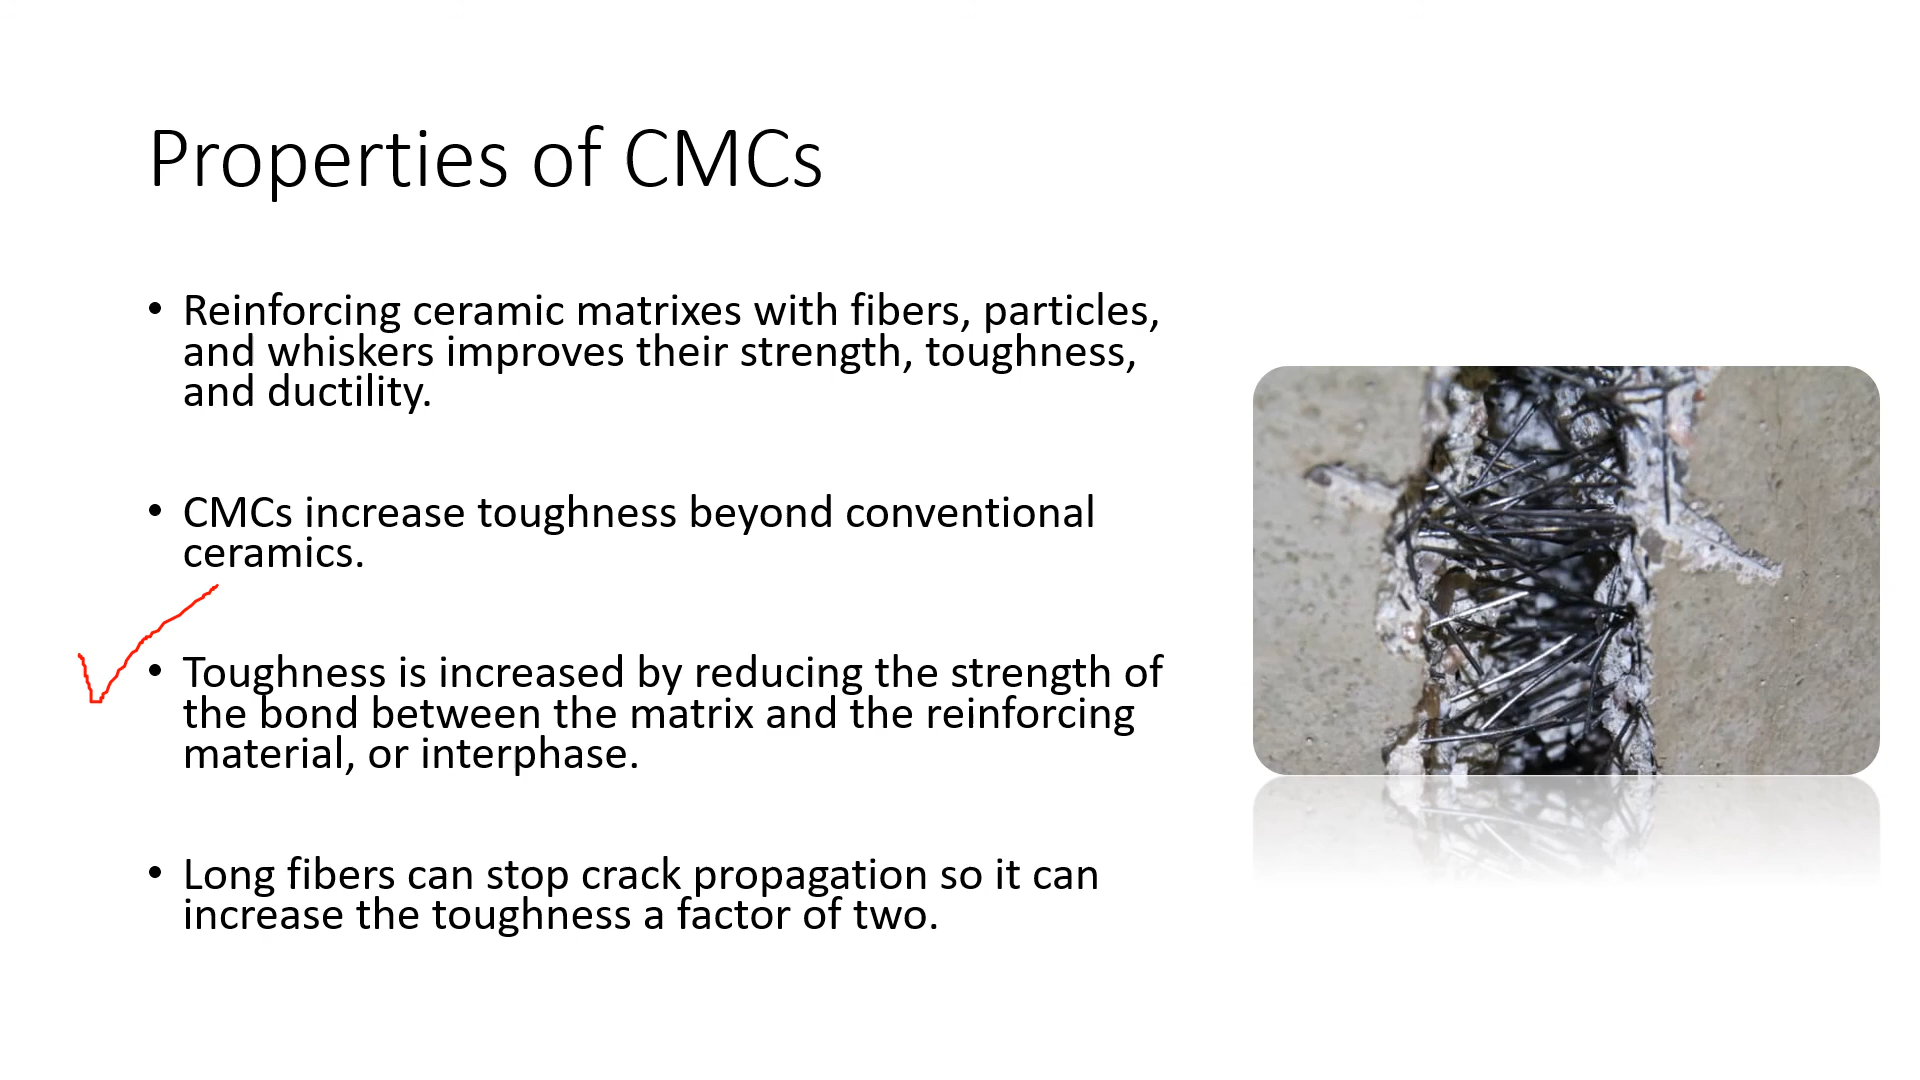 Properties of CMCs
• Reinforcing ceramic matrixes with fibers, particles,
and whiskers improves their strength, toughness,
and ductility.
• CMCs increase toughness beyond conventional
ceramics.
• Toughness is increased by reducing the strength of
the bond between the matrix and the reinforcing
material, or interphase.
• Long fibers can stop crack propagation so it can
increase the toughness a factor of two.